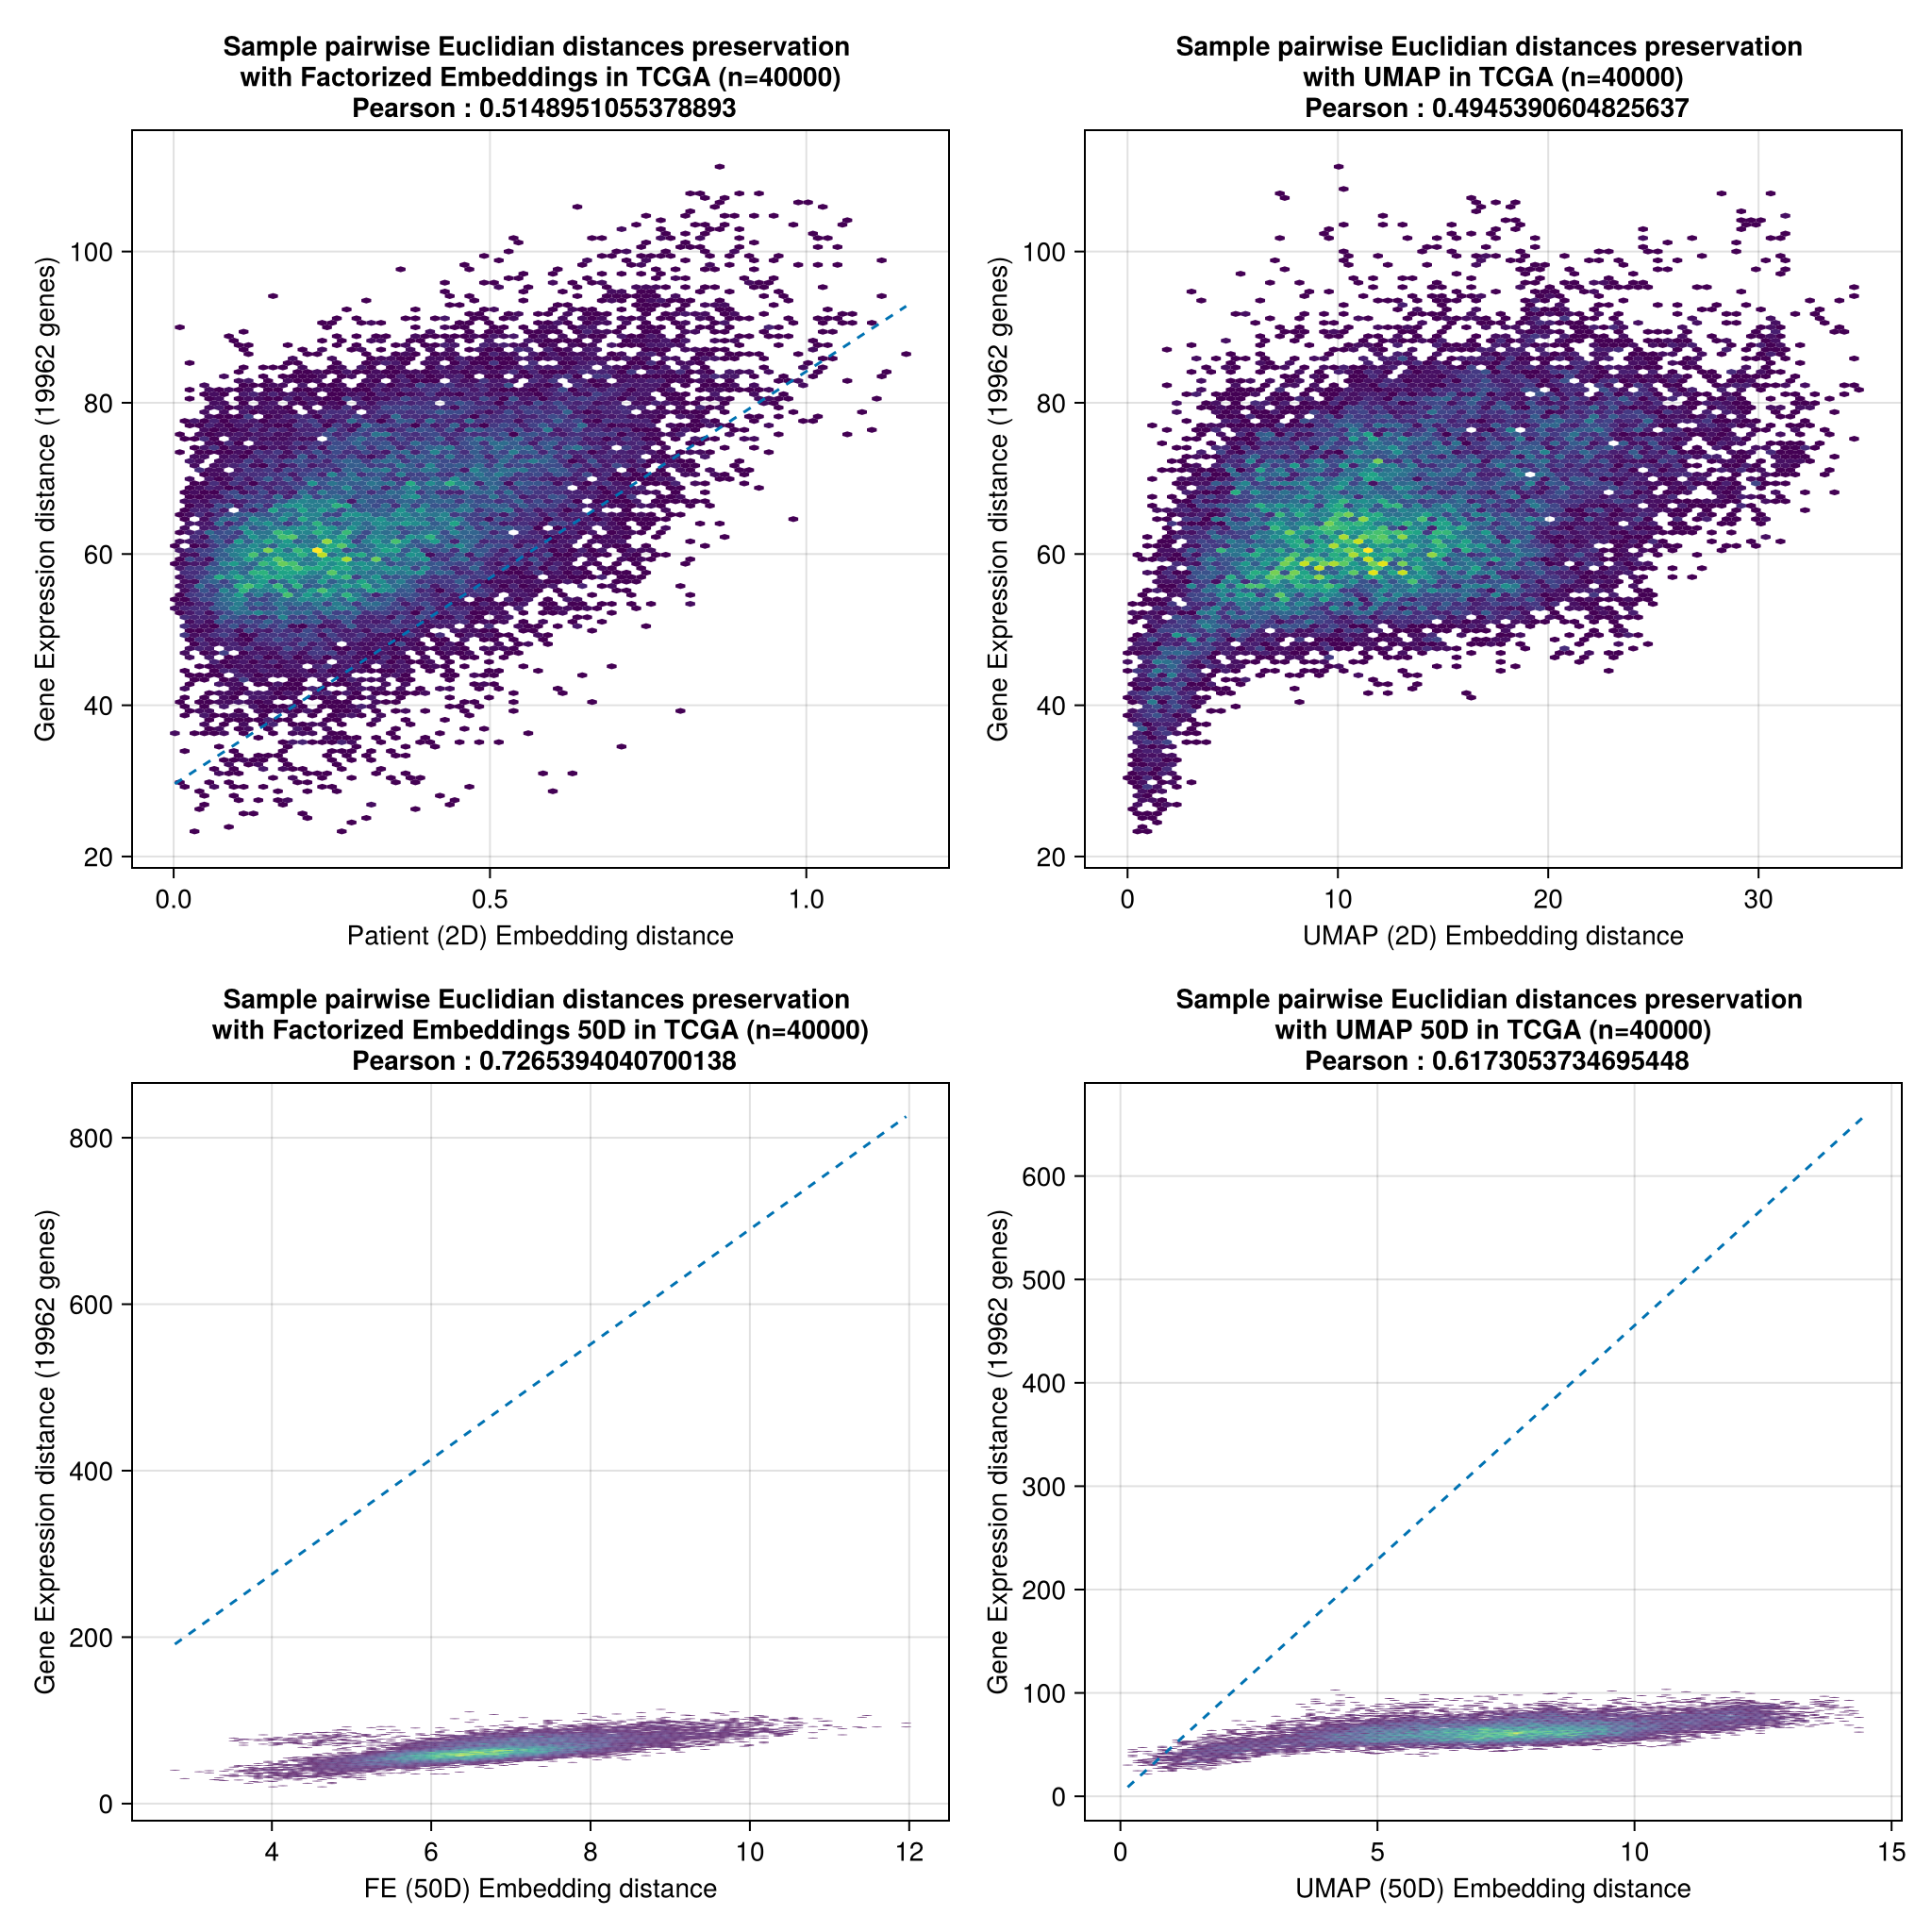 Sample pairwise Euclidian distances preservation
with Factorized Embeddings in TCGA (n=40000)
Pearson : 0.5148951055378893
Gene Expression distance (19962 genes)
100
80
60
40
20
0.0
0.5
1.0
Patient (2D) Embedding distance
Sample pairwise Euclidian distances preservation
with UMAP in TCGA (n=40000)
Pearson : 0.4945390604825637
Gene Expression distance (19962 genes)
100
80
60
40
20
0
10
20
30
UMAP (2D) Embedding distance
Sample pairwise Euclidian distances preservation
with Factorized Embeddings 50D in TCGA (n=40000)
Pearson : 0.7265394040700138
Gene Expression distance (19962 genes)
800
600
400
200
0
4
6
8
10
12
FE (50D) Embedding distance
Sample pairwise Euclidian distances preservation
with UMAP 50D in TCGA (n=40000)
Pearson : 0.6173053734695448
Gene Expression distance (19962 genes)
600
500
400
300
200
100
0
0
5
10
15
UMAP (50D) Embedding distance